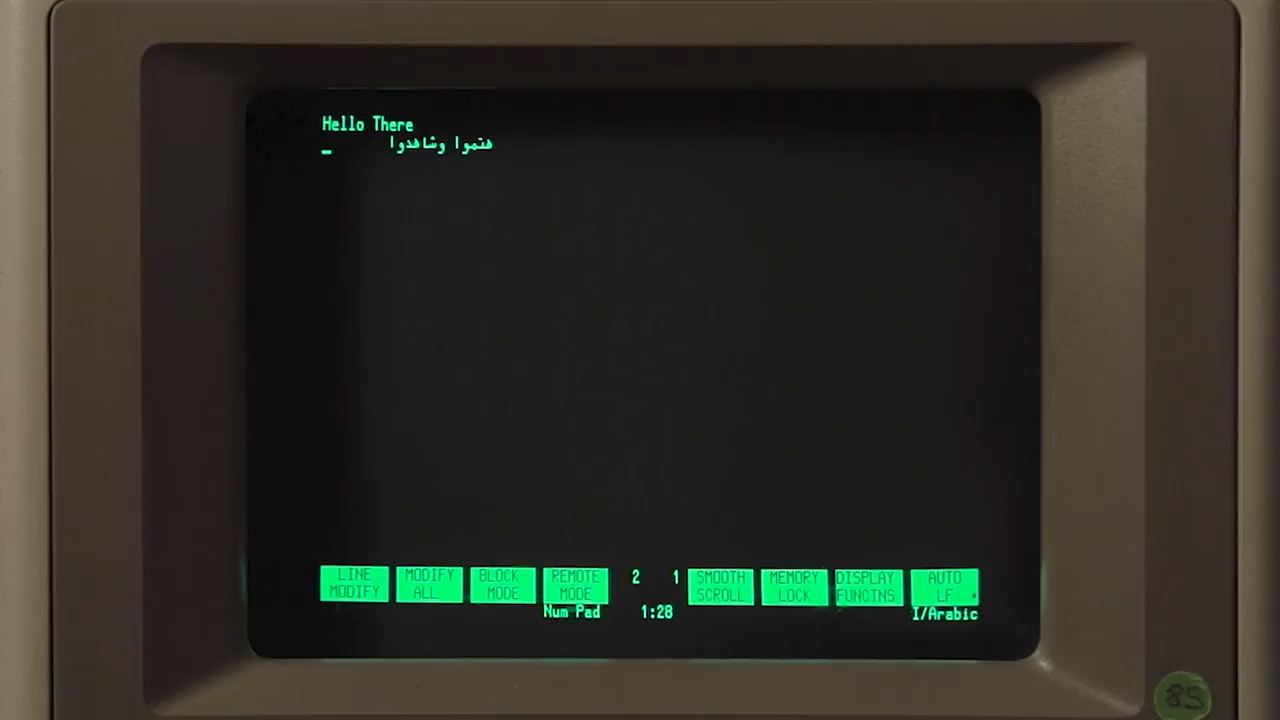 Hello There
هتموا وشاهدوا
LINE MODIFY
MODIFY ALL
BLOCK MODE
REMOTE MODE
2 1
SMOOTH SCROLL
MEMORY LOCK
DISPLAY FUNCTNS
AUTO LF *
Num Pad 1:28 I/Arabic
85